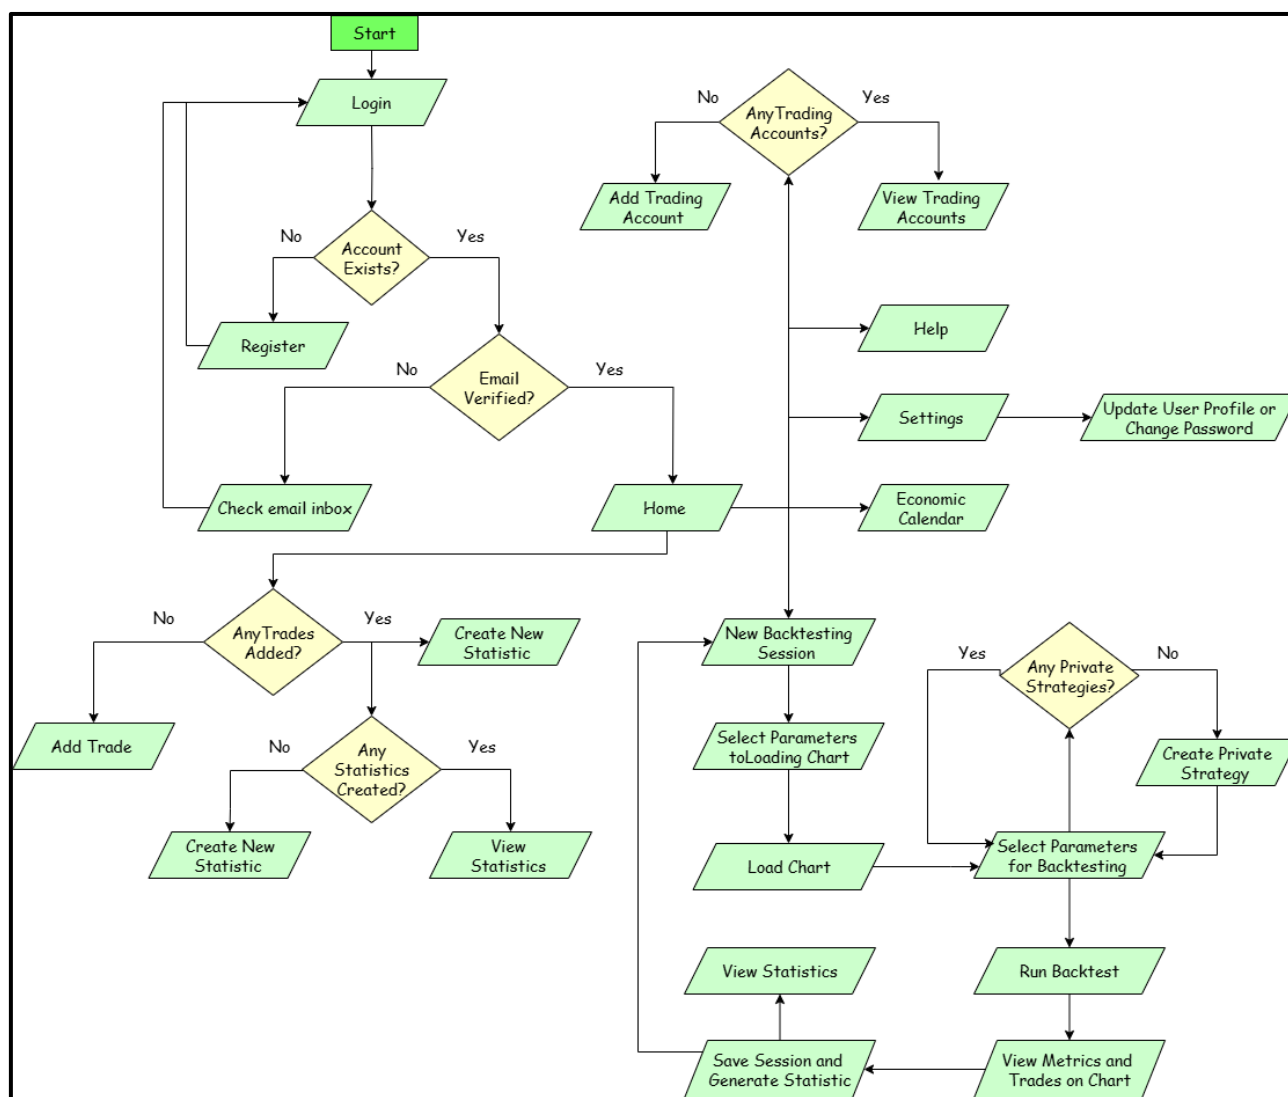 Start
Login
No
AnyTrading
Accounts?
Yes
Add Trading
Account
View Trading
Accounts
No
Account
Exists?
Yes
Register
Help
No
Email
Verified?
Yes
Settings
Update User Profile or
Change Password
Check email inbox
Home
Economic
Calendar
No
AnyTrades
Added?
Yes
Create New
Statistic
New Backtesting
Session
Yes
Any Private
Strategies?
No
Add Trade
No
Any
Statistics
Created?
Yes
Select Parameters
toLoading Chart
Create Private
Strategy
Create New
Statistic
View
Statistics
Load Chart
Select Parameters
for Backtesting
View Statistics
Run Backtest
Save Session and
Generate Statistic
View Metrics and
Trades on Chart